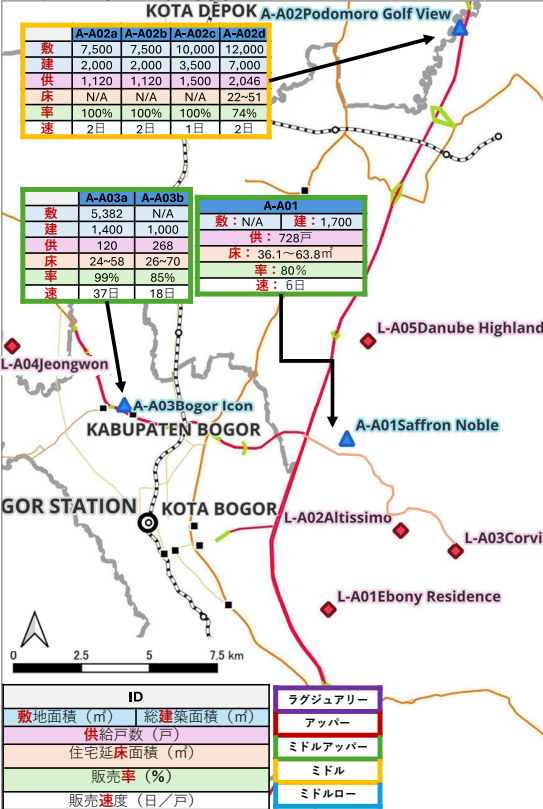 KOTA DEPOK
A-A02Podomoro Golf View
A-A02a A-A02b A-A02c A-A02d
敷 7,500 7,500 10,000 12,000
建 2,000 2,000 3,500 7,000
供 1,120 1,120 1,500 2,046
床 N/A N/A N/A 22~51
率 100% 100% 100% 74%
速 2日 2日 1日 2日
A-A03a A-A03b
敷 5,382 N/A
建 1,400 1,000
供 120 268
床 24~58 26~70
率 99% 85%
速 37日 18日
A-A01
敷：N/A 建：1,700
供： 728戸
床：36.1～63.8㎡
率：80%
速：6日
L-A05Danube Highland
L-A04Jeongwon
A-A03Bogor Icon
A-A01Saffron Noble
KABUPATEN BOGOR
GOR STATION
KOTA BOGOR
L-A02Altissimo
L-A03Corvi
L-A01Ebony Residence
0 2.5 5 7.5 km
ID
敷地面積（㎡） 総建築面積（㎡）
供給戸数（戸）
住宅延床面積（㎡）
販売率（%）
販売速度（日／戸）
ラグジュアリー
アッパー
ミドルアッパー
ミドル
ミドルロー